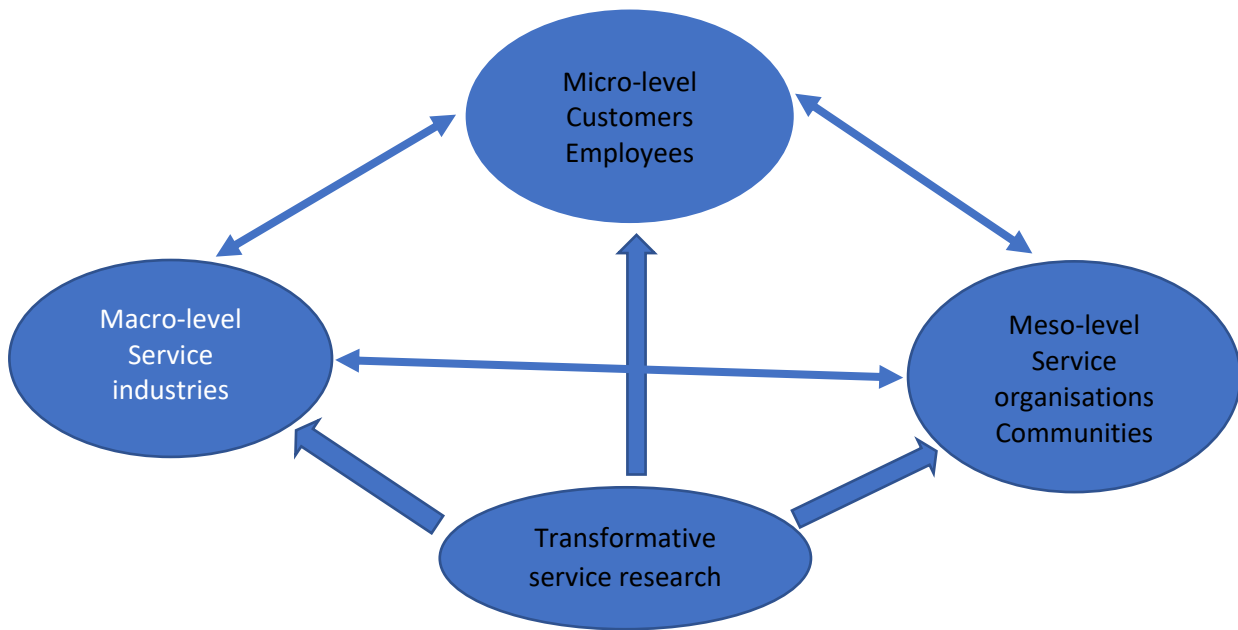 Micro-level
Customers
Employees
Macro-level
Service
industries
Meso-level
Service
organisations
Communities
Transformative
service research